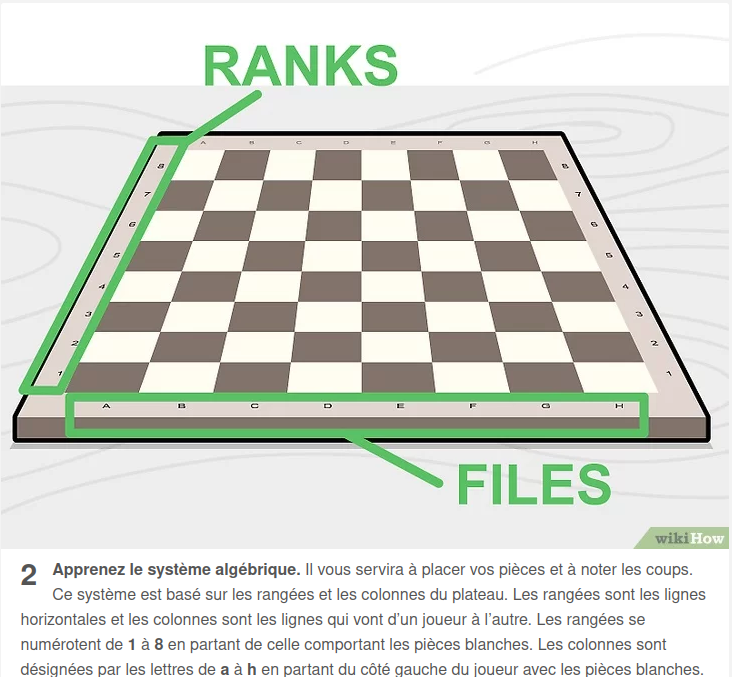 RANKS
A B C D E F G H
8 8
7 7
6 6
5 5
4 4
3 3
2 2
1 1
A B C D E F G H
FILES
wikiHow
2 Apprenez le système algébrique. Il vous servira à placer vos pièces et à noter les coups.
Ce système est basé sur les rangées et les colonnes du plateau. Les rangées sont les lignes
horizontales et les colonnes sont les lignes qui vont d'un joueur à l'autre. Les rangées se
numérotent de 1 à 8 en partant de celle comportant les pièces blanches. Les colonnes sont
désignées par les lettres de a à h en partant du côté gauche du joueur avec les pièces blanches.